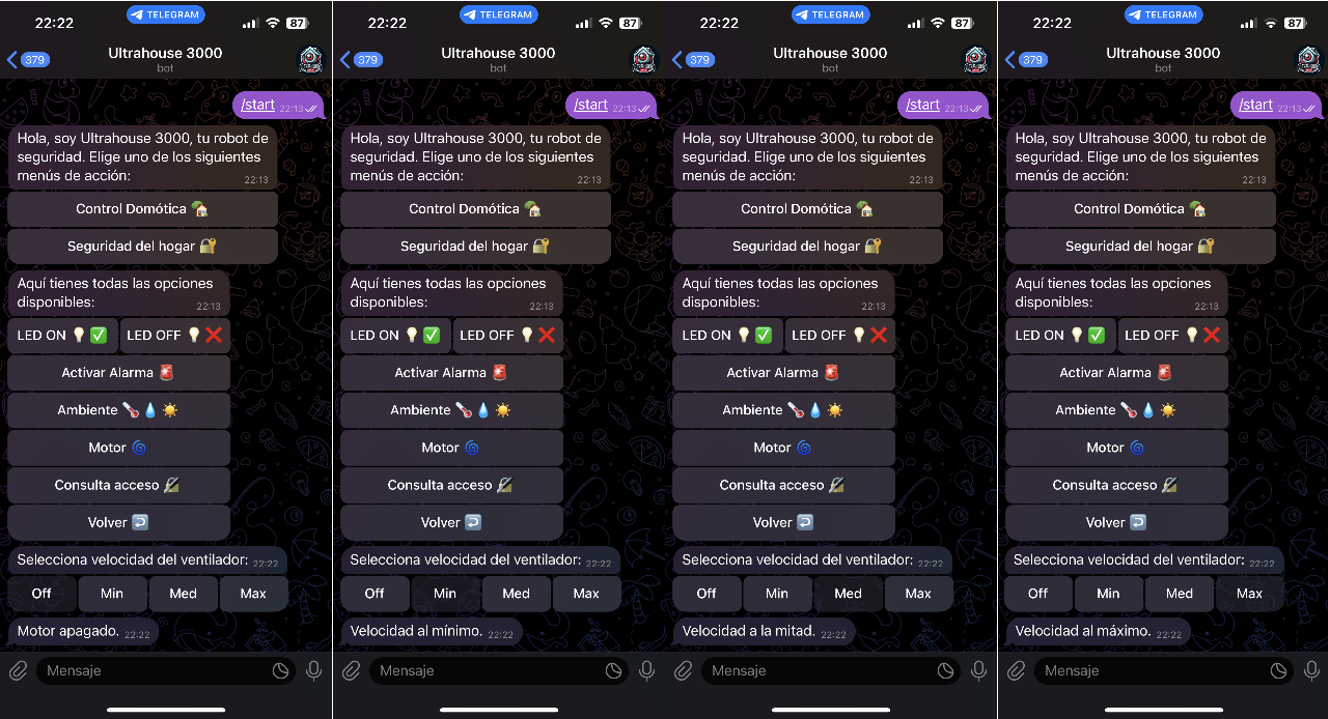 22:22
TELEGRAM
87
379
Ultrahouse 3000
bot
/start 22:13
Hola, soy Ultrahouse 3000, tu robot de
seguridad. Elige uno de los siguientes
menús de acción:
22:13
Control Domótica
Seguridad del hogar
Aquí tienes todas las opciones
disponibles:
22:13
LED ON
LED OFF
Activar Alarma
Ambiente
Motor
Consulta acceso
Volver
Selecciona velocidad del ventilador: 22:22
Off
Min
Med
Max
Motor apagado. 22:22
Mensaje
22:22
TELEGRAM
87
379
Ultrahouse 3000
bot
/start 22:13
Hola, soy Ultrahouse 3000, tu robot de
seguridad. Elige uno de los siguientes
menús de acción:
22:13
Control Domótica
Seguridad del hogar
Aquí tienes todas las opciones
disponibles:
22:13
LED ON
LED OFF
Activar Alarma
Ambiente
Motor
Consulta acceso
Volver
Selecciona velocidad del ventilador: 22:22
Off
Min
Med
Max
Velocidad al mínimo. 22:22
Mensaje
22:22
TELEGRAM
87
379
Ultrahouse 3000
bot
/start 22:13
Hola, soy Ultrahouse 3000, tu robot de
seguridad. Elige uno de los siguientes
menús de acción:
22:13
Control Domótica
Seguridad del hogar
Aquí tienes todas las opciones
disponibles:
22:13
LED ON
LED OFF
Activar Alarma
Ambiente
Motor
Consulta acceso
Volver
Selecciona velocidad del ventilador: 22:22
Off
Min
Med
Max
Velocidad a la mitad. 22:22
Mensaje
22:22
TELEGRAM
87
379
Ultrahouse 3000
bot
/start 22:13
Hola, soy Ultrahouse 3000, tu robot de
seguridad. Elige uno de los siguientes
menús de acción:
22:13
Control Domótica
Seguridad del hogar
Aquí tienes todas las opciones
disponibles:
22:13
LED ON
LED OFF
Activar Alarma
Ambiente
Motor
Consulta acceso
Volver
Selecciona velocidad del ventilador: 22:22
Off
Min
Med
Max
Velocidad al máximo. 22:22
Mensaje